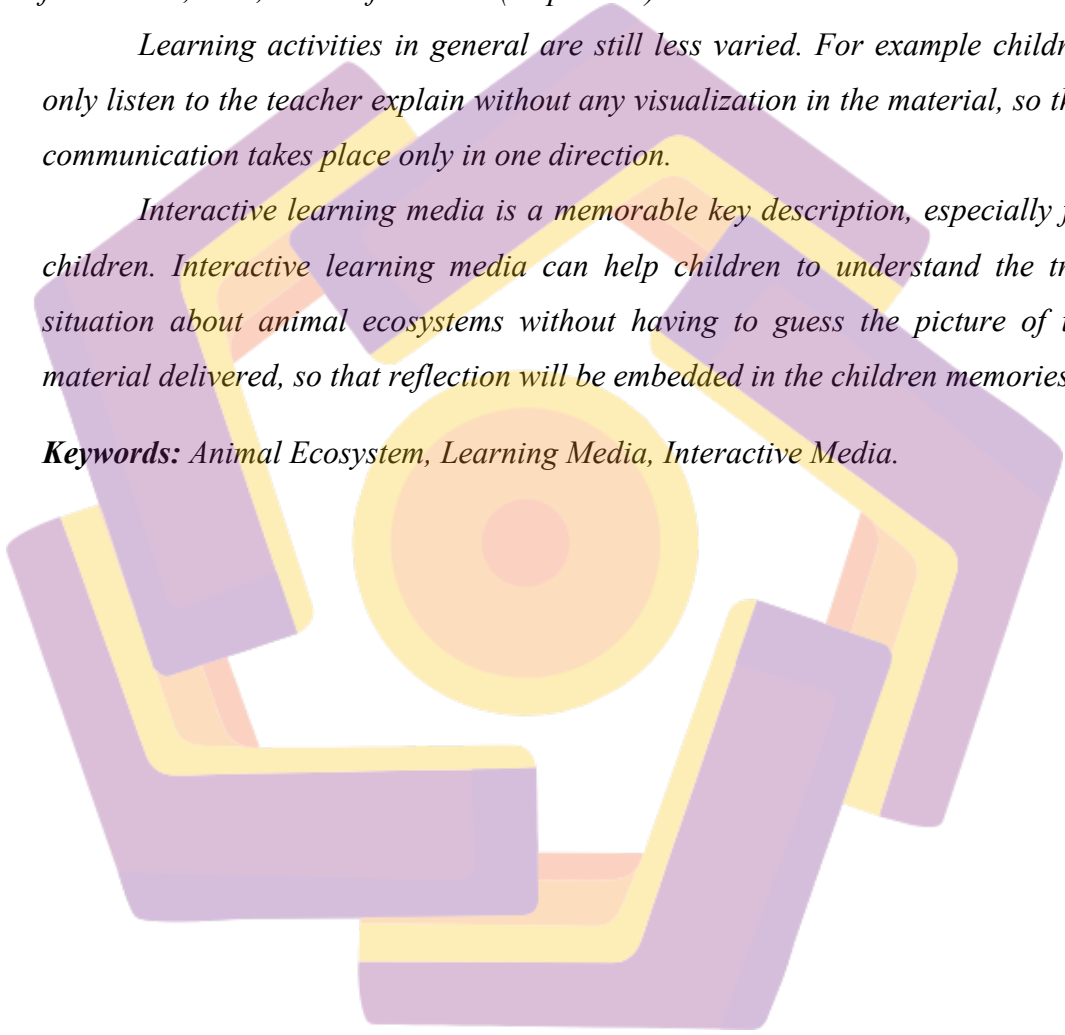 Learning activities in general are still less varied. For example childr
only listen to the teacher explain without any visualization in the material, so th
communication takes place only in one direction.
Interactive learning media is a memorable key description, especially f
children. Interactive learning media can help children to understand the tr
situation about animal ecosystems without having to guess the picture of t
material delivered, so that reflection will be embedded in the children memories
Keywords: Animal Ecosystem, Learning Media, Interactive Media.